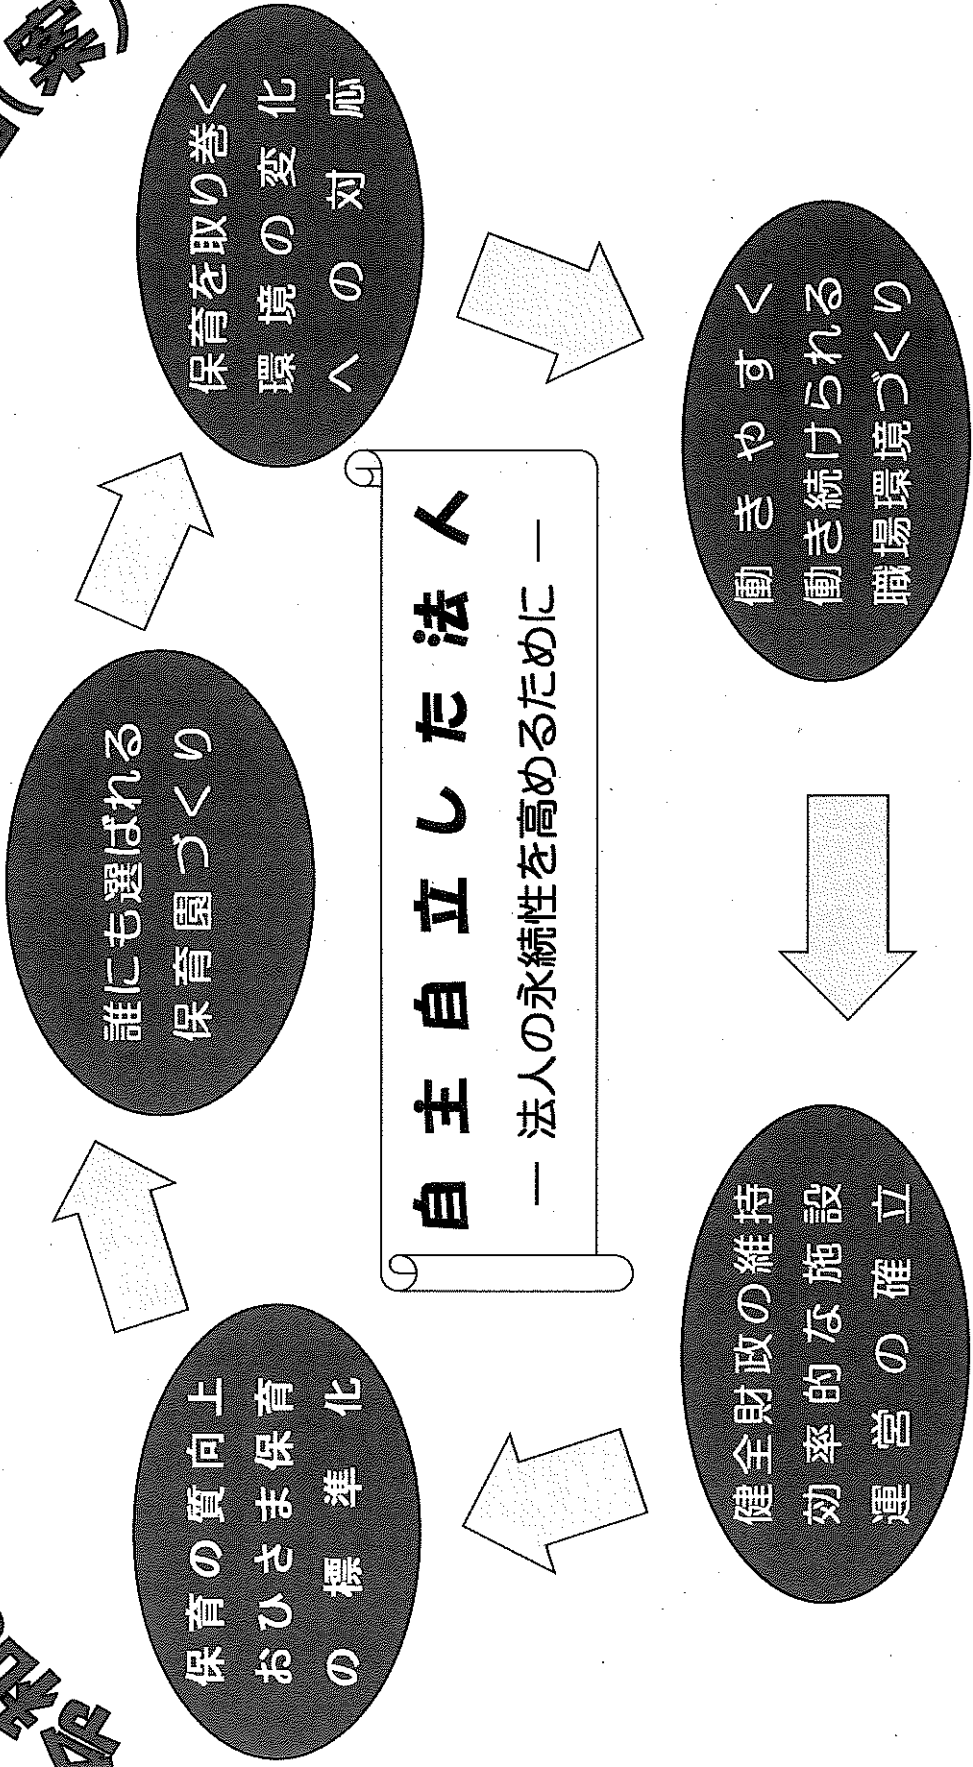 令和
（案）
誰にも選ばれる
保育園づくり
保育を取り巻く
環境の変化
への対応
働きやすく
働き続けられる
職場環境づくり
健全財政の維持
効率的な施設
運営の確立
保育の質向上
おひさま保育
の標準化
自主自立した法人
― 法人の永続性を高めるために ―